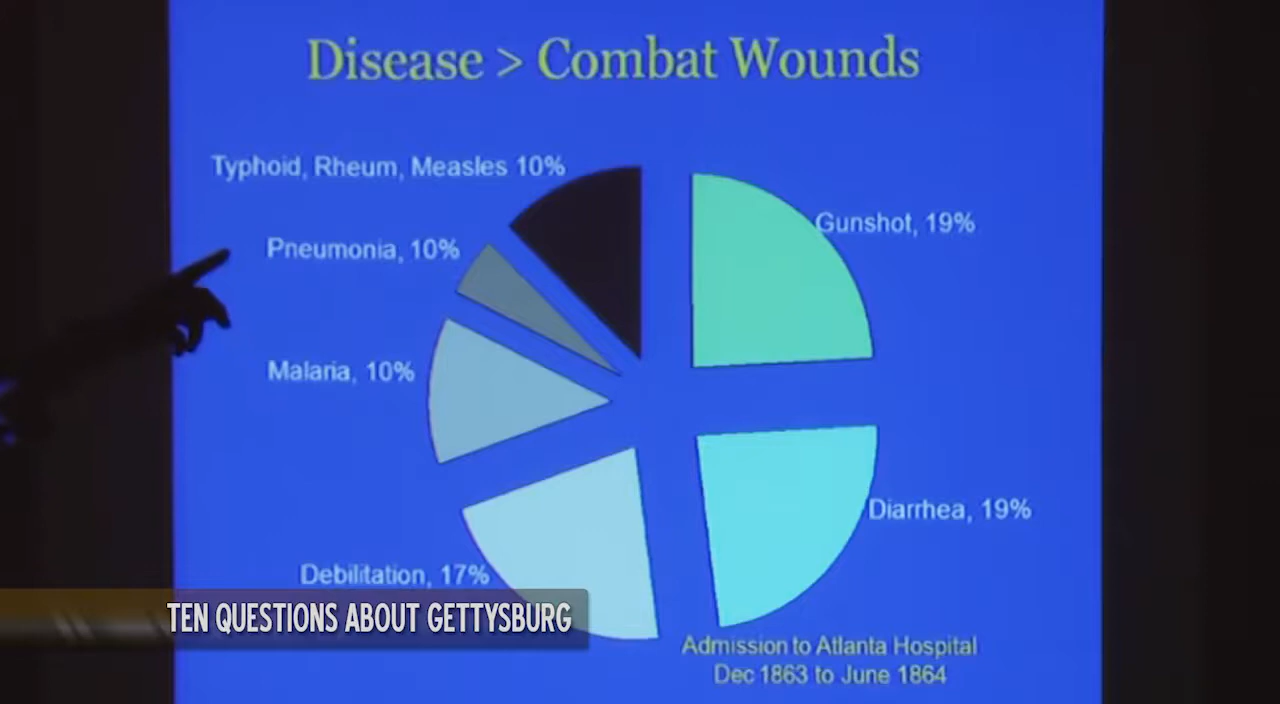 Disease > Combat Wounds
Typhoid, Rheum, Measles 10%
Gunshot, 19%
Pneumonia, 10%
Malaria, 10%
Diarrhea, 19%
Debilitation, 17%
TEN QUESTIONS ABOUT GETTYSBURG
Admission to Atlanta Hospital
Dec 1863 to June 1864